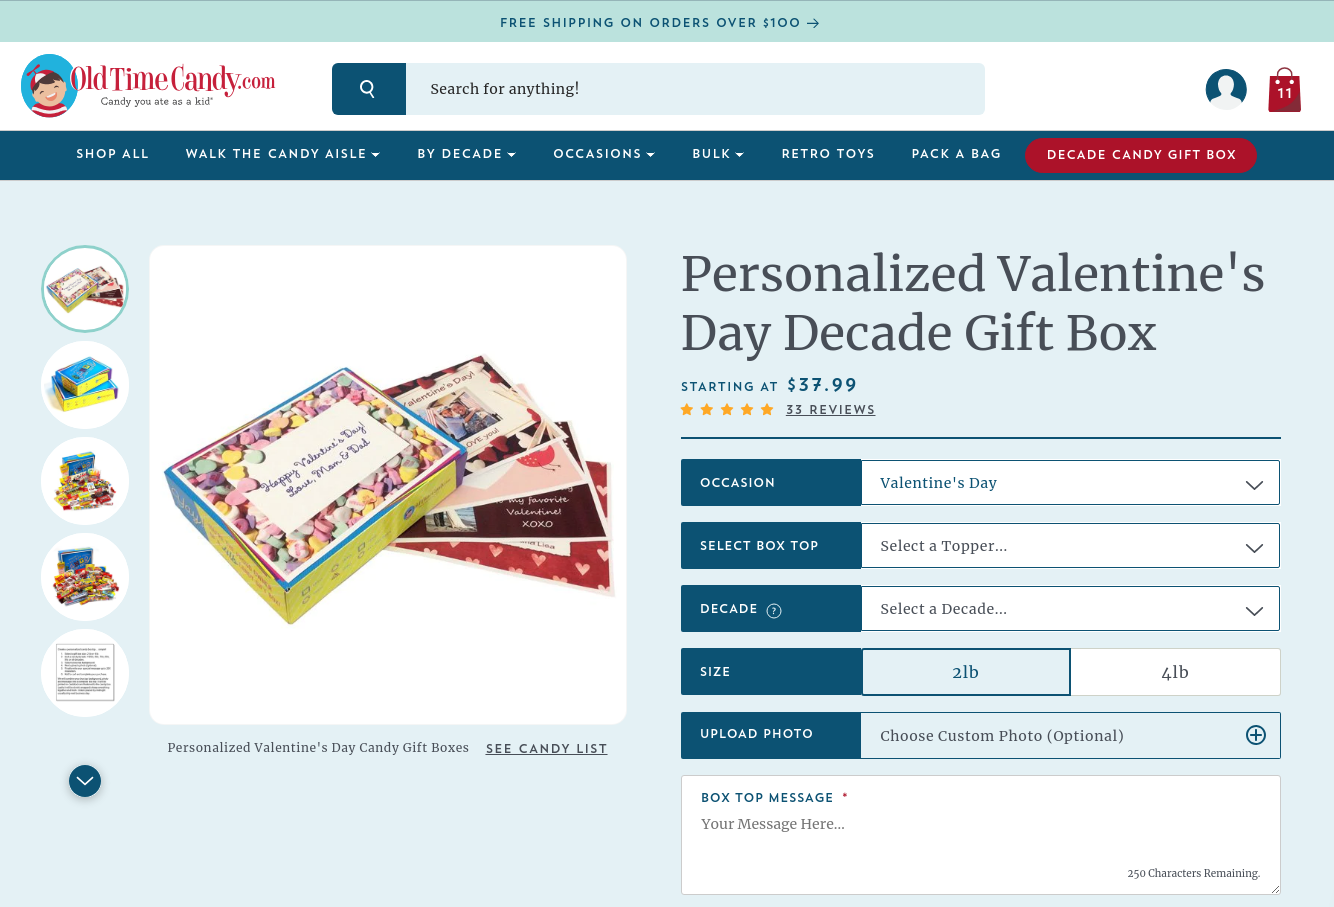 FREE SHIPPING ON ORDERS OVER $100 →
OldTimeCandy.com
Candy you ate as a kid®
Search for anything!
11
SHOP ALL
WALK THE CANDY AISLE
BY DECADE
OCCASIONS
BULK
RETRO TOYS
PACK A BAG
DECADE CANDY GIFT BOX
Happy Valentine's Day!
Love, Mom & Dad
Valentine's Day!
LOVE you!
my favorite
Valentine!
XOXO
Lisa
Personalized Valentine's Day Candy Gift Boxes
SEE CANDY LIST
Personalized Valentine's
Day Decade Gift Box
STARTING AT $37.99
33 REVIEWS
OCCASION
Valentine's Day
SELECT BOX TOP
Select a Topper...
DECADE ?
Select a Decade...
SIZE
2lb
4lb
UPLOAD PHOTO
Choose Custom Photo (Optional)
BOX TOP MESSAGE *
Your Message Here...
250 Characters Remaining.